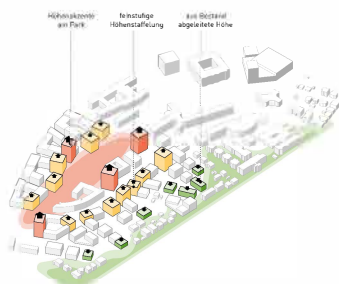 Höhenakzente
am Park
feinstufige
Höhenstaffelung
aus Bestand
abgeleitete Höhe